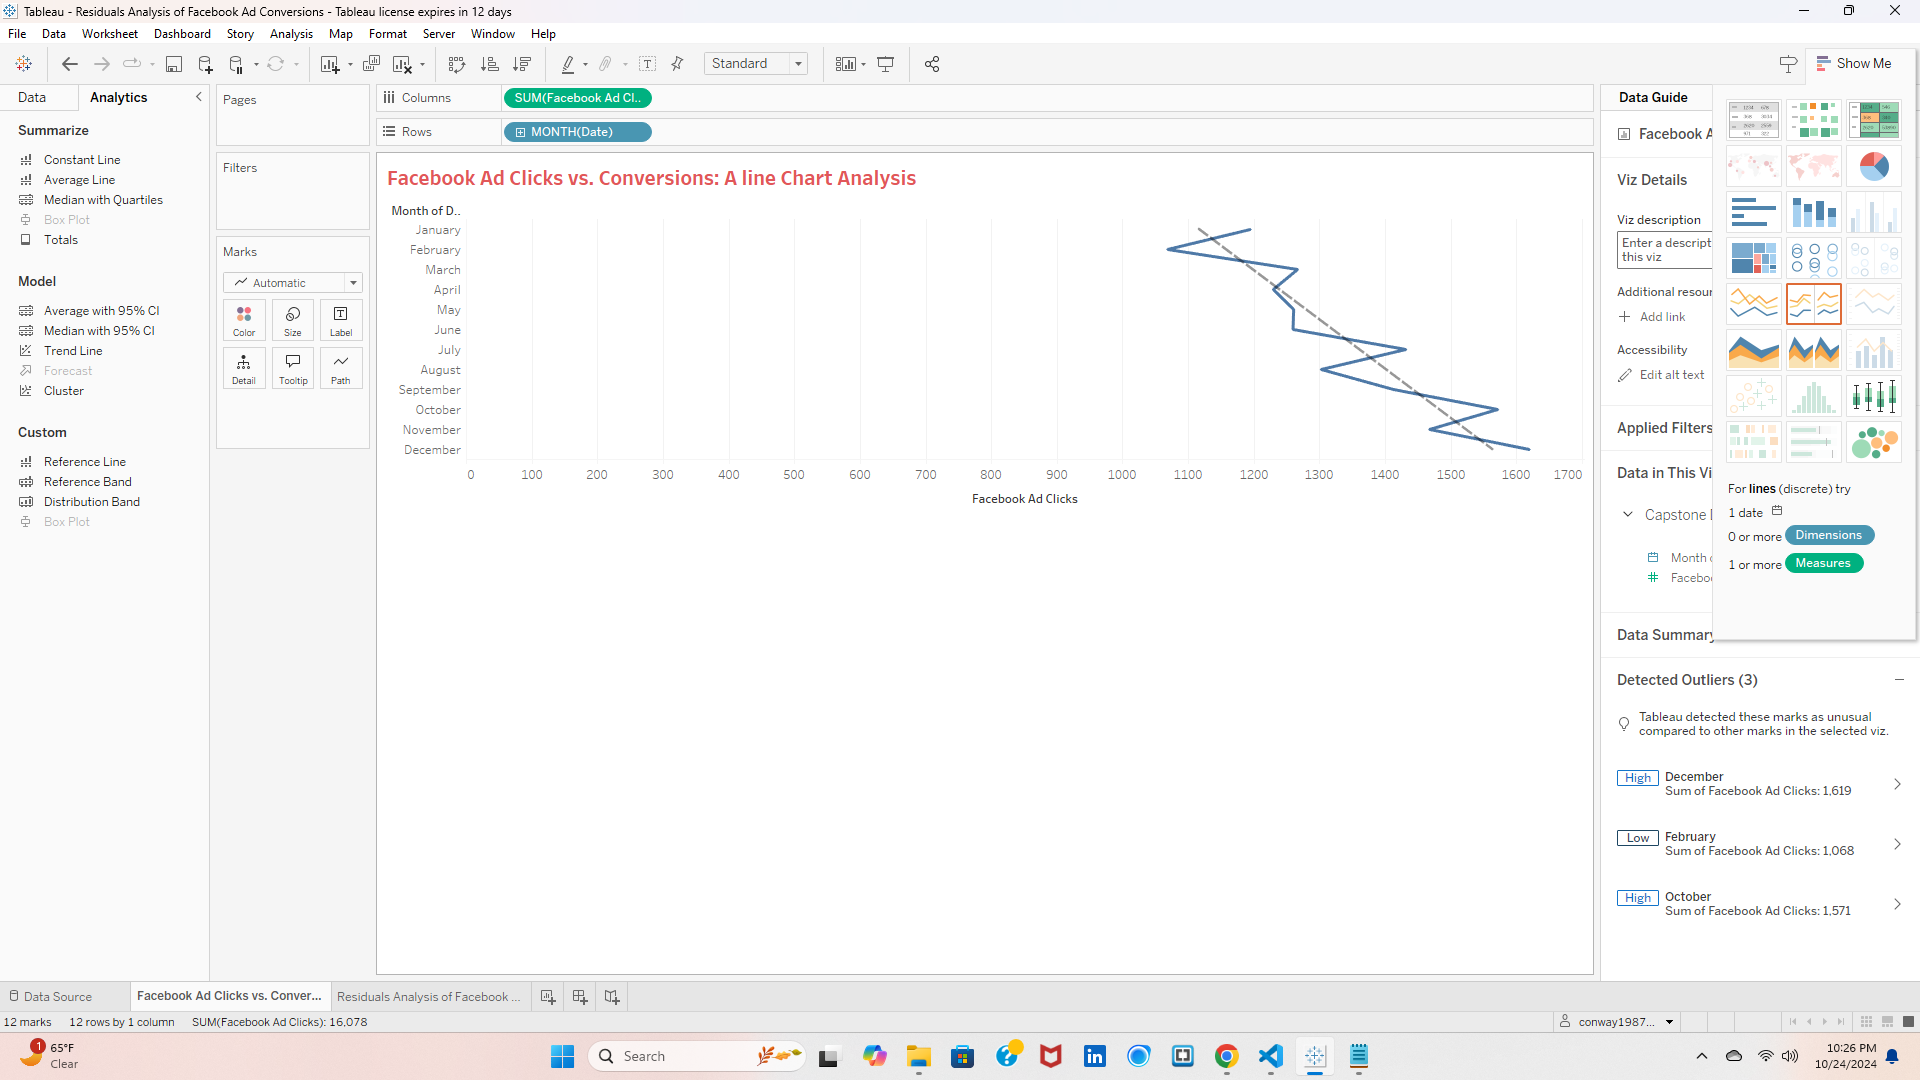 Tableau - Residuals Analysis of Facebook Ad Conversions - Tableau license expires in 12 days
File Data Worksheet Dashboard Story Analysis Map Format Server Window Help
Standard
Show Me
Data Analytics
Summarize
Constant Line
Average Line
Median with Quartiles
Box Plot
Totals
Model
Average with 95% CI
Median with 95% CI
Trend Line
Forecast
Cluster
Custom
Reference Line
Reference Band
Distribution Band
Box Plot
Pages
Filters
Marks
Automatic
Color Size Label
Detail Tooltip Path
Columns SUM(Facebook Ad Cl..
Rows MONTH(Date)
Facebook Ad Clicks vs. Conversions: A line Chart Analysis
Month of D..
January
February
March
April
May
June
July
August
September
October
November
December
0 100 200 300 400 500 600 700 800 900 1000 1100 1200 1300 1400 1500 1600 1700
Facebook Ad Clicks
Data Guide
Facebook A
Viz Details
Viz description
Enter a descript
this viz
Additional resour
Add link
Accessibility
Edit alt text
Applied Filters
Data in This Vi
Capstone
Month
Faceboo
Data Summary
For lines (discrete) try
1 date
0 or more Dimensions
1 or more Measures
Detected Outliers (3)
Tableau detected these marks as unusual
compared to other marks in the selected viz.
High December
Sum of Facebook Ad Clicks: 1,619
Low February
Sum of Facebook Ad Clicks: 1,068
High October
Sum of Facebook Ad Clicks: 1,571
Data Source Facebook Ad Clicks vs. Conver... Residuals Analysis of Facebook ...
12 marks 12 rows by 1 column SUM(Facebook Ad Clicks): 16,078
conway1987...
1
65°F
Clear
Search
10:26 PM
10/24/2024